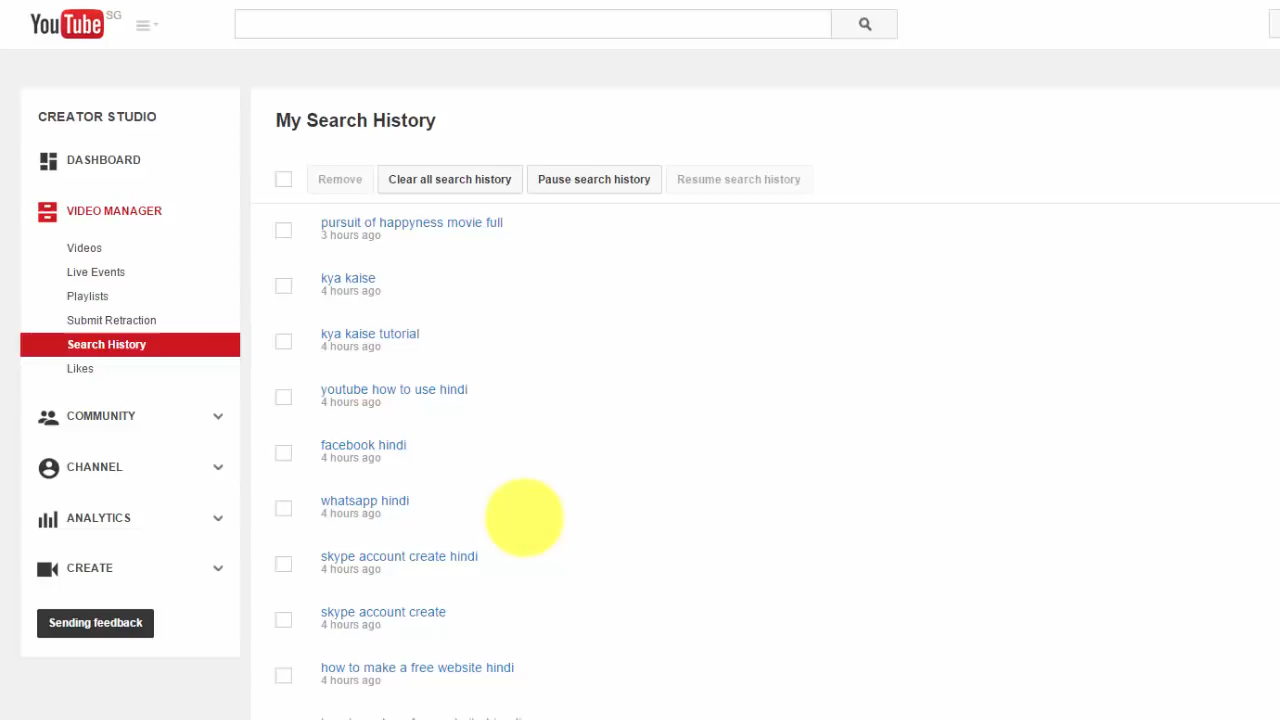 YouTube SG
CREATOR STUDIO
DASHBOARD
VIDEO MANAGER
Videos
Live Events
Playlists
Submit Retraction
Search History
Likes
COMMUNITY
CHANNEL
ANALYTICS
CREATE
Sending feedback
My Search History
Remove Clear all search history Pause search history Resume search history
pursuit of happyness movie full
3 hours ago
kya kaise
4 hours ago
kya kaise tutorial
4 hours ago
youtube how to use hindi
4 hours ago
facebook hindi
4 hours ago
whatsapp hindi
4 hours ago
skype account create hindi
4 hours ago
skype account create
4 hours ago
how to make a free website hindi
4 hours ago